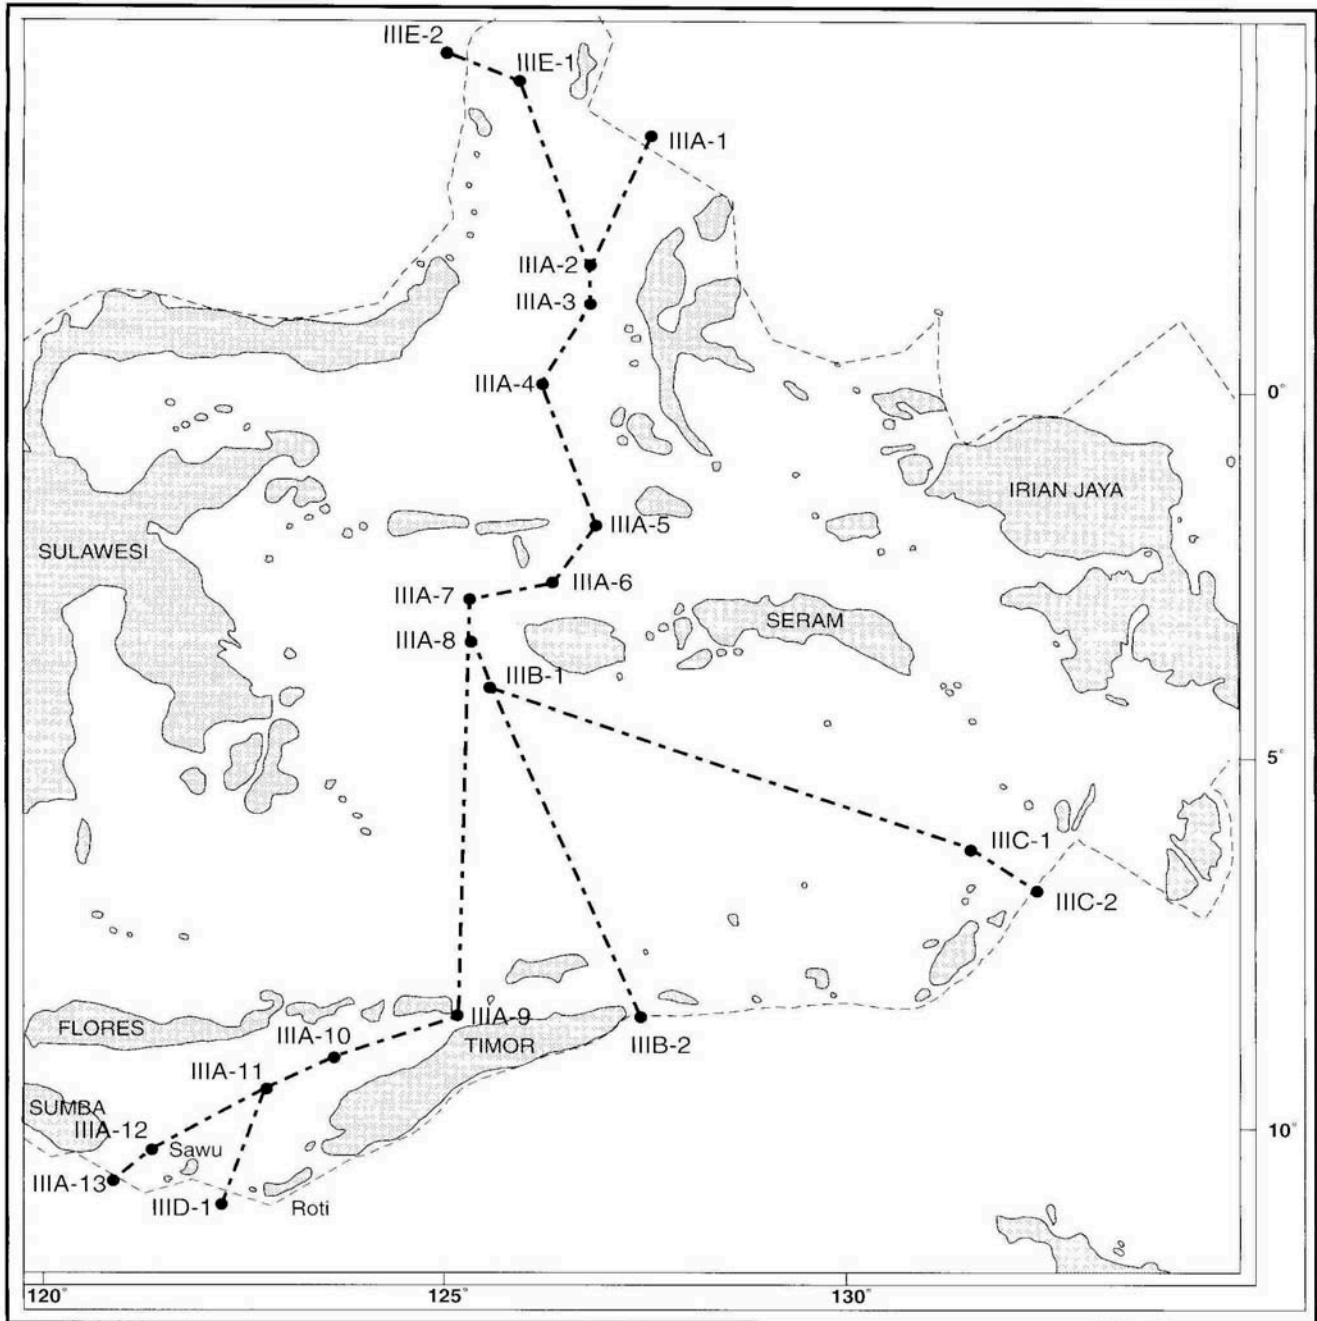 IIIE-2
IIIE-1
IIIA-1
IIIA-2
IIIA-3
IIIA-4
0°
IRIAN JAYA
IIIA-5
SULAWESI
IIIA-6
IIIA-7
SERAM
IIIA-8
IIIB-1
5°
IIIC-1
IIIC-2
IIIA-9
FLORES
IIIA-10
TIMOR
IIIB-2
IIIA-11
SUMBA
IIIA-12
10°
Sawu
IIIA-13
IIID-1
Roti
120°
125°
130°